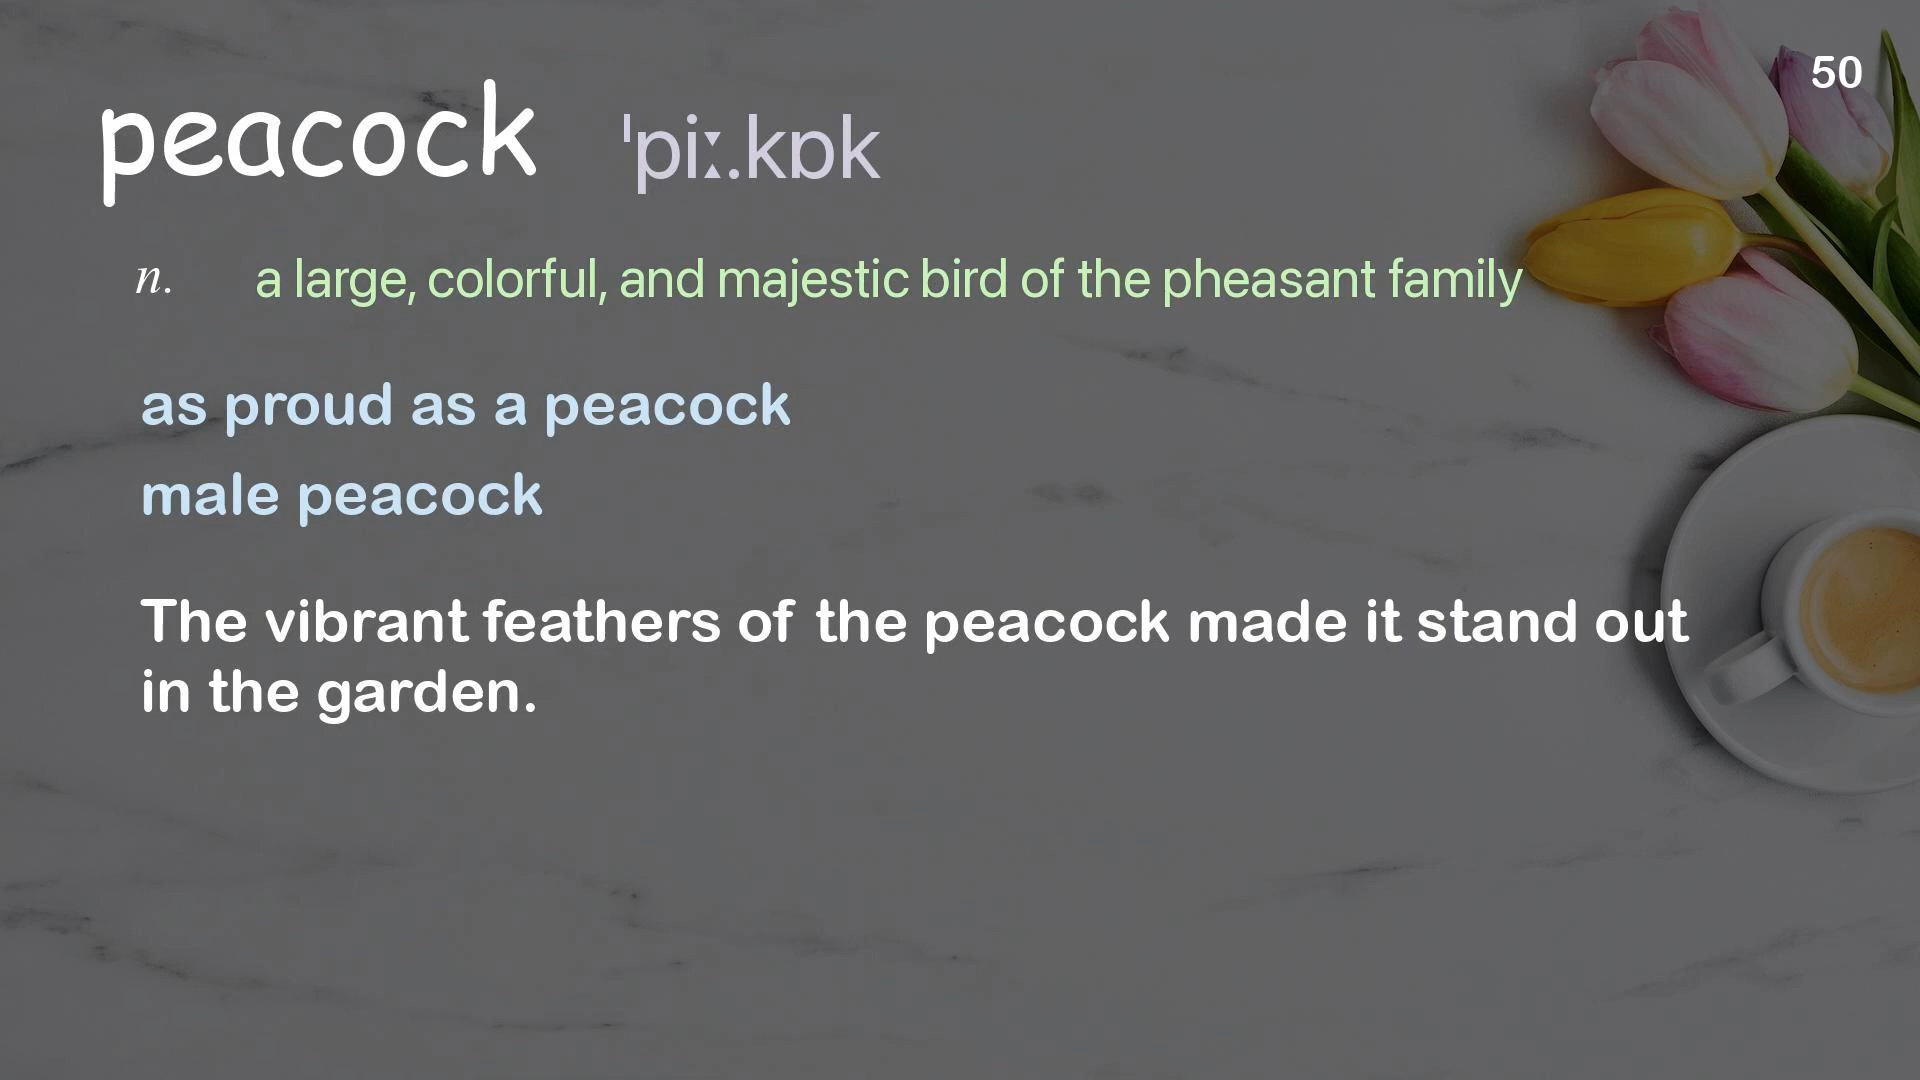 50
peacock ˈpiː.kɒk
n. a large, colorful, and majestic bird of the pheasant family
as proud as a peacock
male peacock
The vibrant feathers of the peacock made it stand out
in the garden.